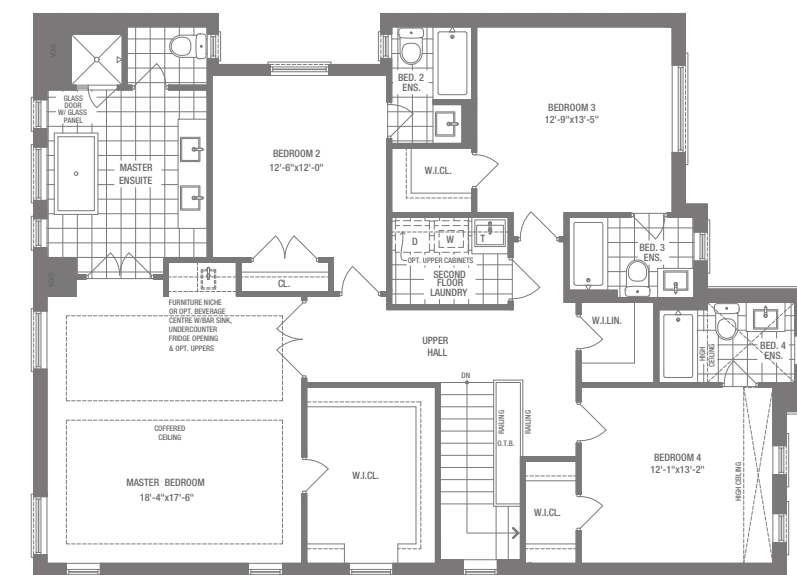 VOID
GLASS
DOOR
W/ GLASS
PANEL
MASTER
ENSUITE
BEDROOM 2
12'-6"x12'-0"
CL.
BED. 2
ENS.
W.I.CL.
BEDROOM 3
12'-9"x13'-5"
D
W
T
OPT. UPPER CABINETS
SECOND
FLOOR
LAUNDRY
BED. 3
ENS.
VOID
FURNITURE NICHE
OR OPT. BEVERAGE
CENTRE W/BAR SINK,
UNDERCOUNTER
FRIDGE OPENING
& OPT. UPPERS
UPPER
HALL
W.I.LIN.
HIGH
CEILING
BED. 4
ENS.
DN
RAILING
O.T.B.
RAILING
COFFERED
CEILING
MASTER BEDROOM
18'-4"x17'-6"
W.I.CL.
W.I.CL.
BEDROOM 4
12'-1"x13'-2"
HIGH CEILING